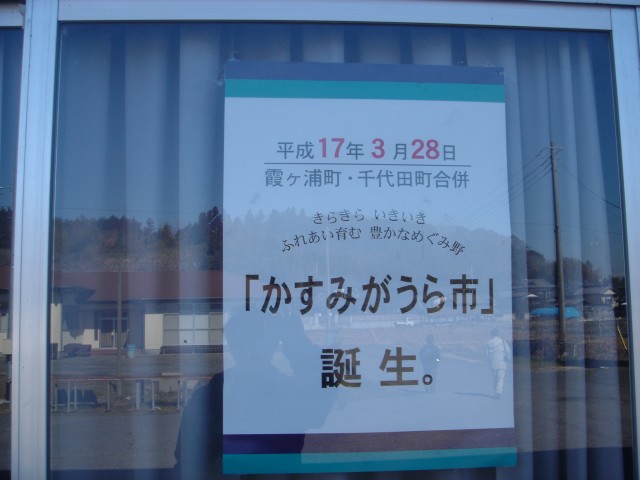 平成17年3月28日
霞ヶ浦町・千代田町合併
きらきら いきいき
ふれあい育む 豊かなめぐみ野
「かすみがうら市」
誕生。